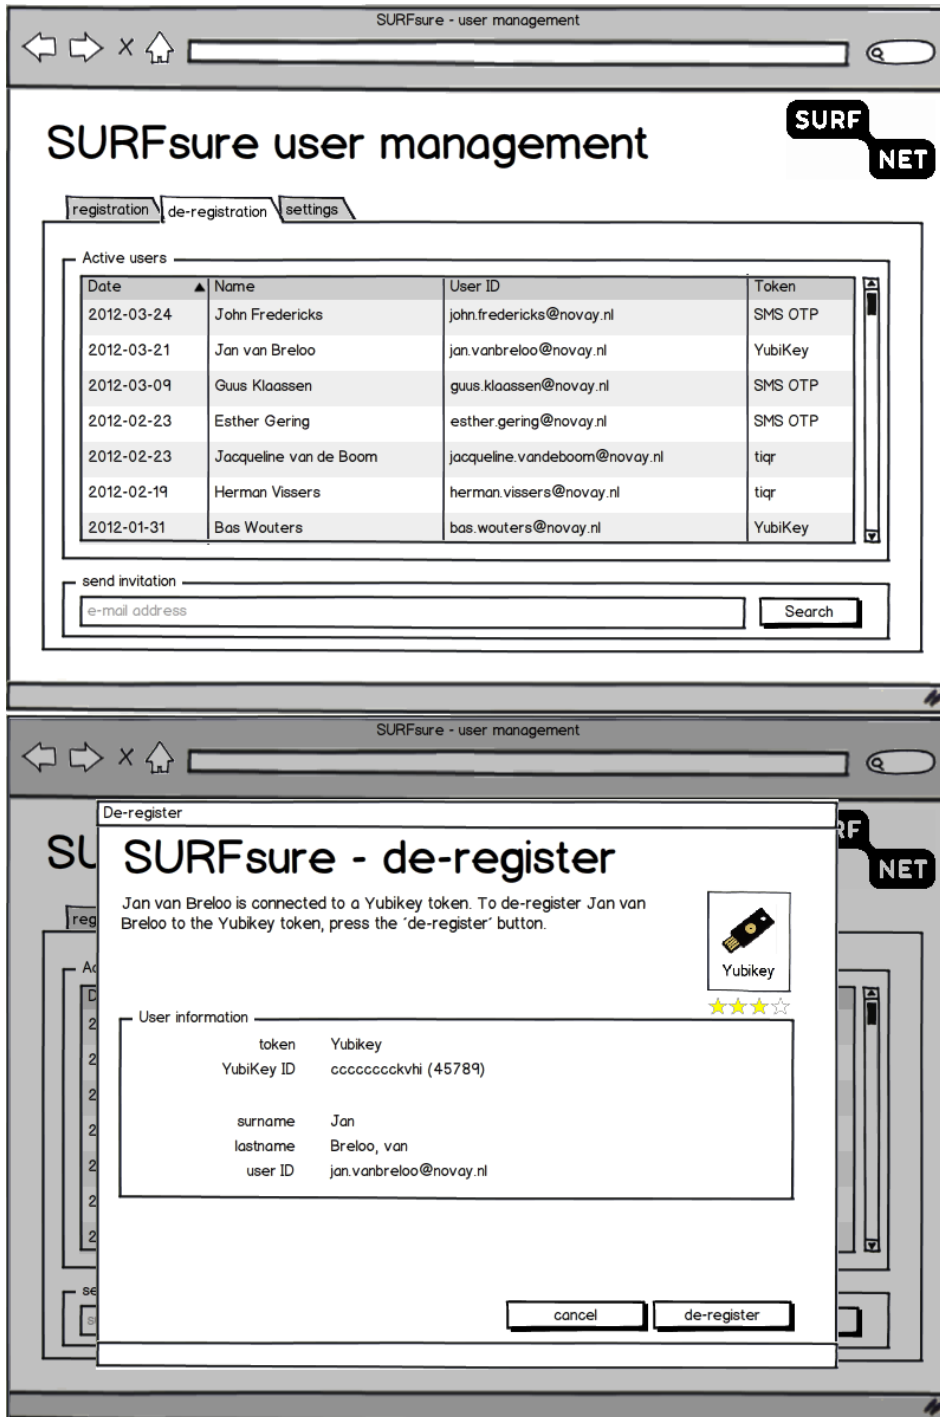 SURFsure - user management
SURFsure user management
SURF
NET
registration de-registration settings
Active users
Date Name User ID Token
2012-03-24 John Fredericks john.fredericks@novay.nl SMS OTP
2012-03-21 Jan van Breloo jan.vanbreloo@novay.nl YubiKey
2012-03-09 Guus Klaassen guus.klaassen@novay.nl SMS OTP
2012-02-23 Esther Gering esther.gering@novay.nl SMS OTP
2012-02-23 Jacqueline van de Boom jacqueline.vandeboom@novay.nl tiqr
2012-02-19 Herman Vissers herman.vissers@novay.nl tiqr
2012-01-31 Bas Wouters bas.wouters@novay.nl YubiKey
send invitation
e-mail address Search
SURFsure - user management
De-register
SU
RF
NET
SURFsure - de-register
Jan van Breloo is connected to a Yubikey token. To de-register Jan van
Breloo to the Yubikey token, press the ´de-register´ button.
reg
Yubikey
User information
token Yubikey
YubiKey ID ccccccckvhi (45789)
surname Jan
lastname Breloo, van
user ID jan.vanbreloo@novay.nl
se
cancel de-register